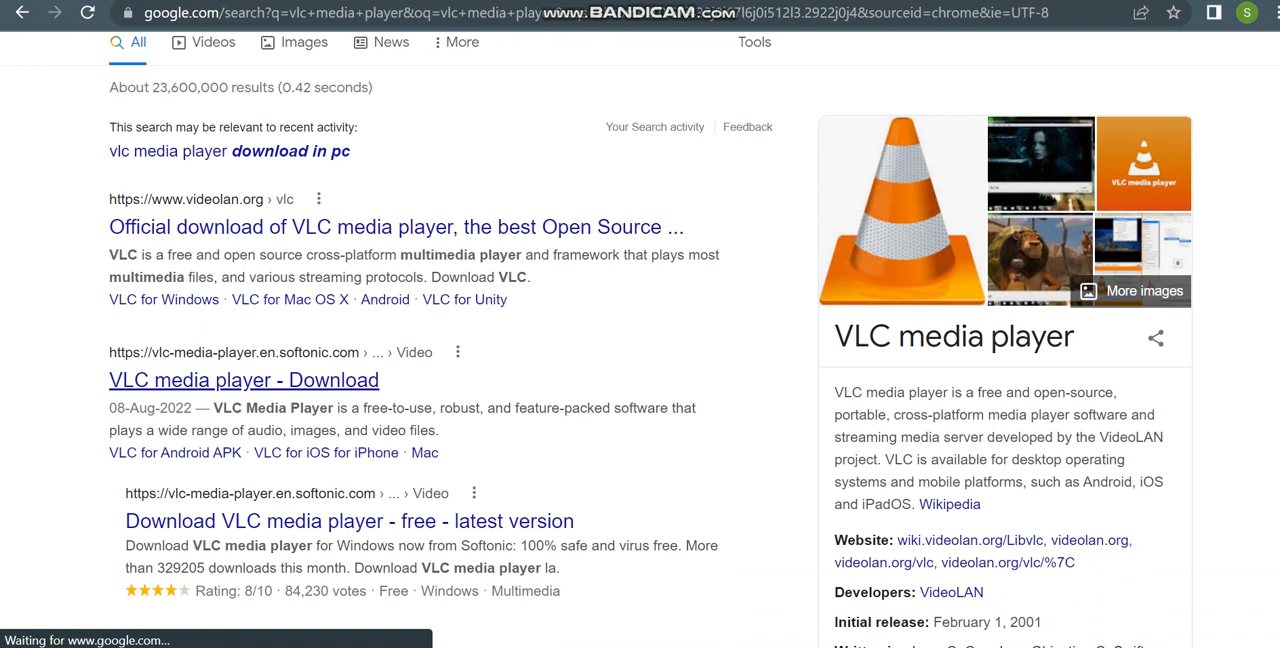 google.com/search?q=vlc+media+player&oq=vlc+media+play
www.BANDICAM.com
j0i512l3.2922j0j4&sourceid=chrome&ie=UTF-8
S
All
Videos
Images
News
More
Tools
About 23,600,000 results (0.42 seconds)
This search may be relevant to recent activity:
Your Search activity
Feedback
vlc media player download in pc
https://www.videolan.org › vlc
Official download of VLC media player, the best Open Source ...
VLC is a free and open source cross-platform multimedia player and framework that plays most
multimedia files, and various streaming protocols. Download VLC.
VLC for Windows · VLC for Mac OS X · Android · VLC for Unity
https://vlc-media-player.en.softonic.com › ... › Video
VLC media player - Download
08-Aug-2022 — VLC Media Player is a free-to-use, robust, and feature-packed software that
plays a wide range of audio, images, and video files.
VLC for Android APK · VLC for iOS for iPhone · Mac
https://vlc-media-player.en.softonic.com › ... › Video
Download VLC media player - free - latest version
Download VLC media player for Windows now from Softonic: 100% safe and virus free. More
than 329205 downloads this month. Download VLC media player la.
Rating: 8/10 · 84,230 votes · Free · Windows · Multimedia
Waiting for www.google.com...
VLC media player
More images
VLC media player
VLC media player is a free and open-source,
portable, cross-platform media player software and
streaming media server developed by the VideoLAN
project. VLC is available for desktop operating
systems and mobile platforms, such as Android, iOS
and iPadOS. Wikipedia
Website: wiki.videolan.org/Libvlc, videolan.org,
videolan.org/vlc, videolan.org/vlc/%7C
Developers: VideoLAN
Initial release: February 1, 2001